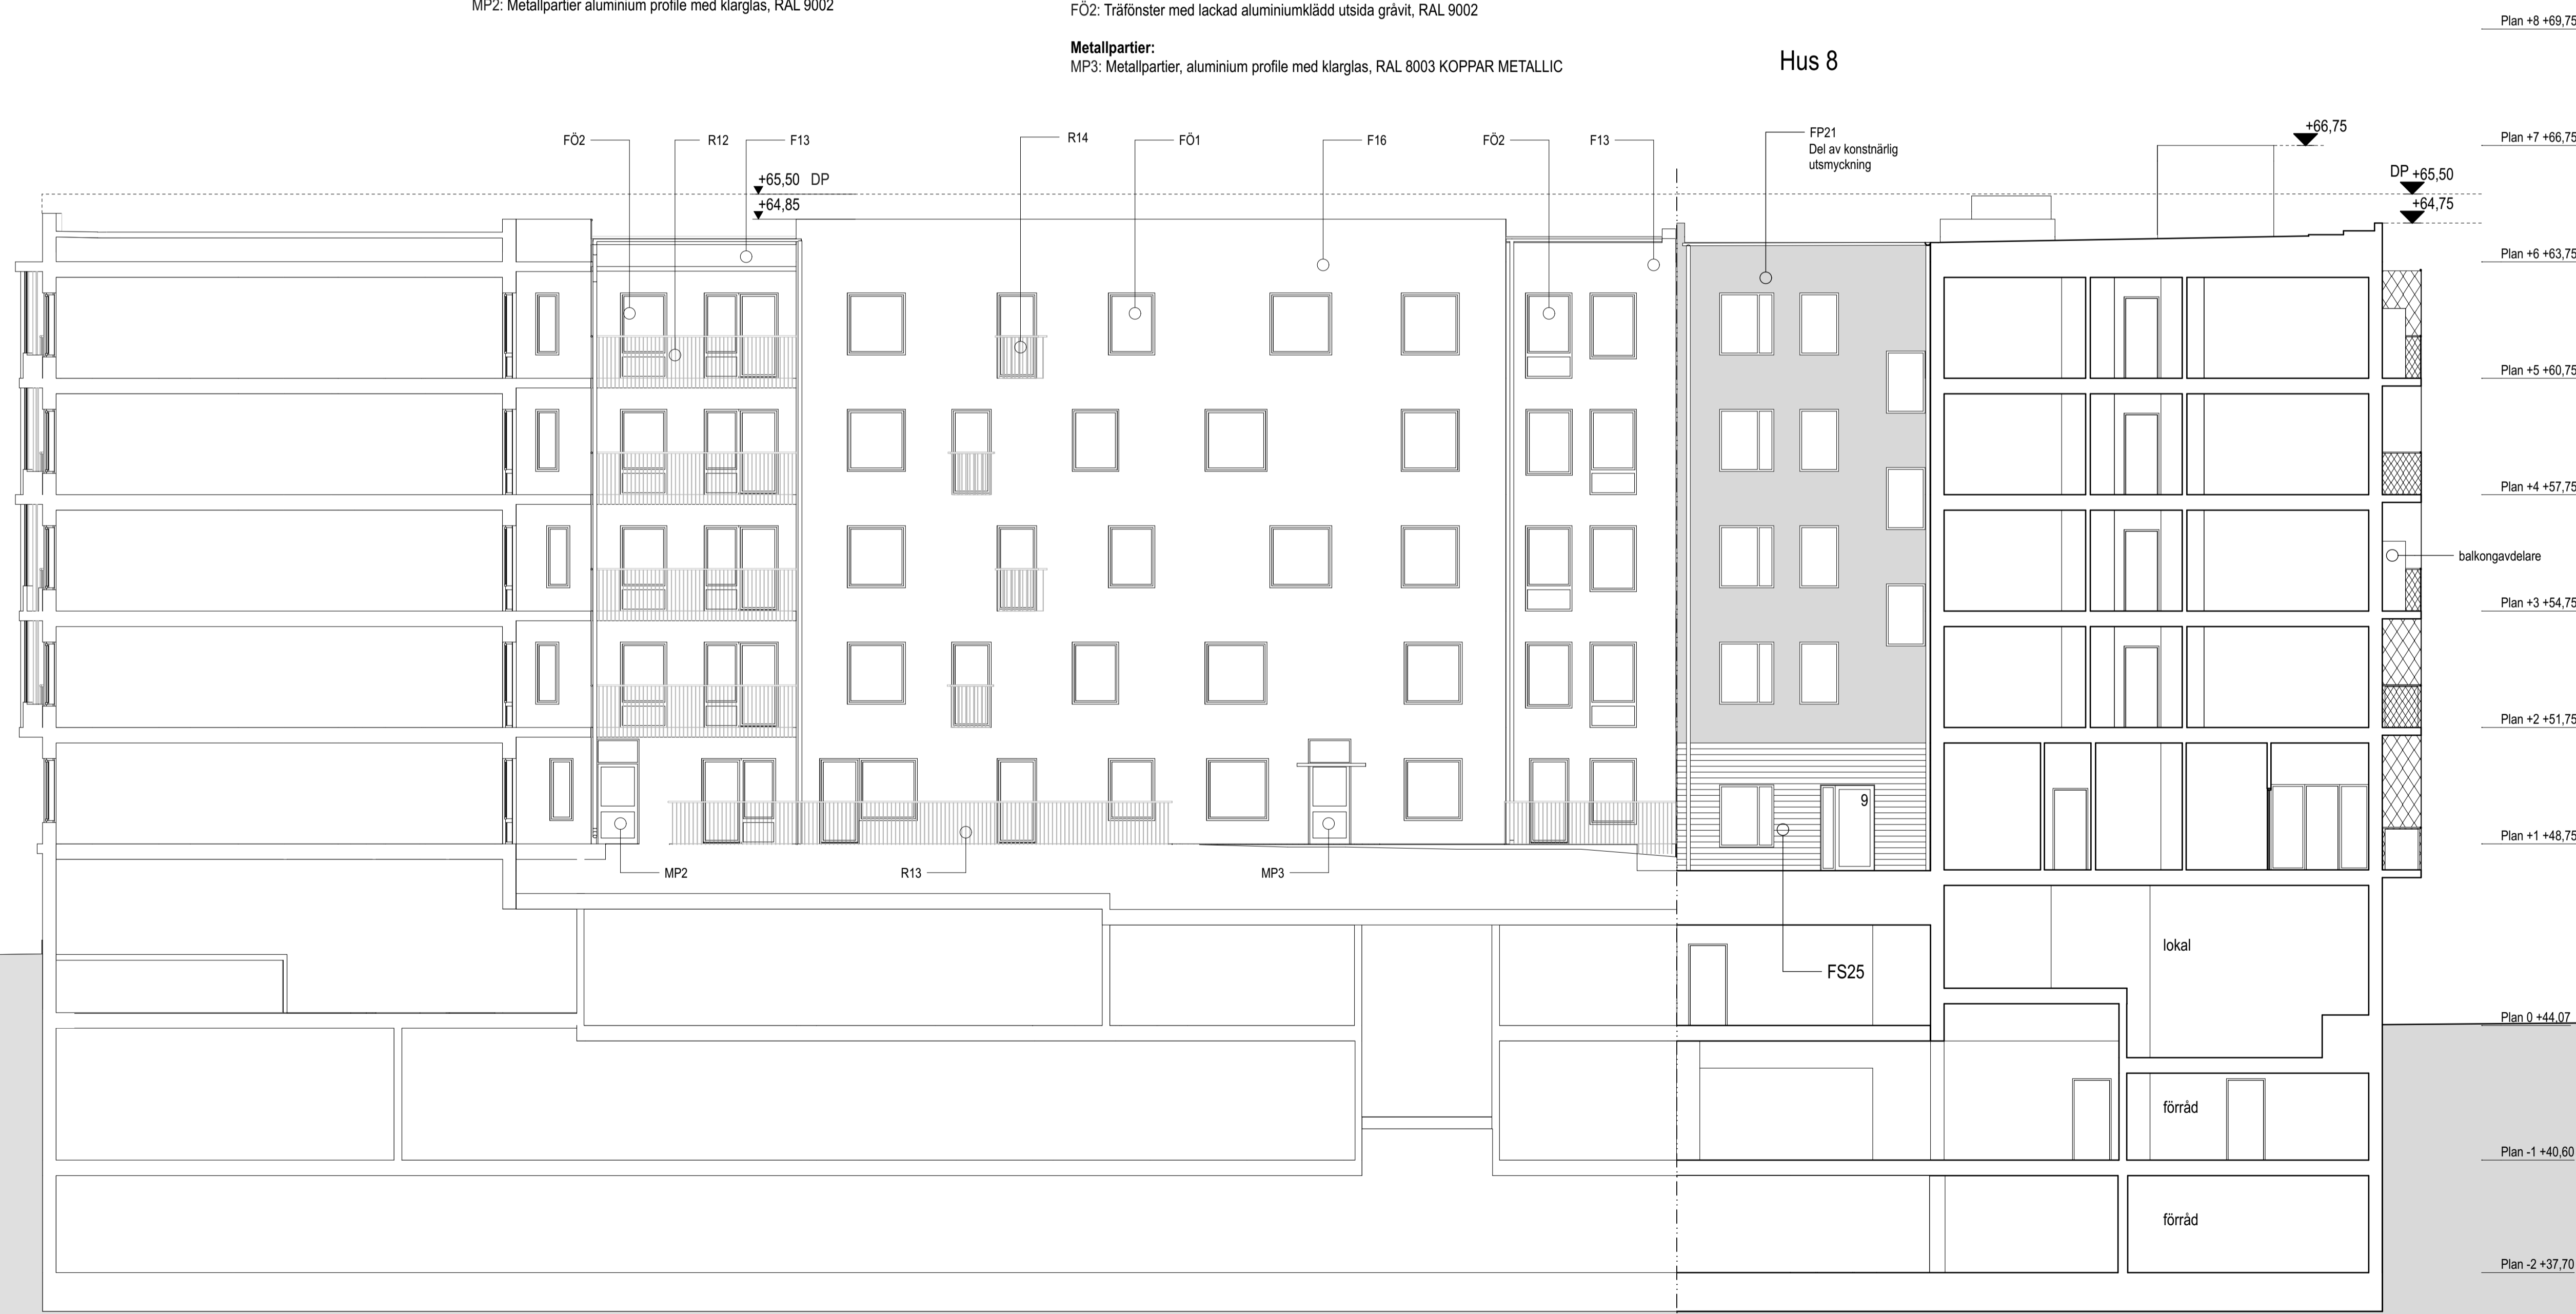 MP2: Metallpartier aluminium profile med klarglas, RAL 9002
FÖ2: Träfönster med lackad aluminiumklädd utsida gråvit, RAL 9002
Metallpartier:
MP3: Metallpartier, aluminium profile med klarglas, RAL 8003 KOPPAR METALLIC
Hus 8
Plan +8 +69,75
FÖ2
R12
F13
R14
FÖ1
F16
FÖ2
F13
FP21
Del av konstnärlig
utsmyckning
+66,75
Plan +7 +66,75
+65,50 DP
+64,85
DP +65,50
+64,75
Plan +6 +63,75
Plan +5 +60,75
Plan +4 +57,75
balkongavdelare
Plan +3 +54,75
Plan +2 +51,75
9
Plan +1 +48,75
MP2
R13
MP3
FS25
lokal
Plan 0 +44,07
förråd
Plan -1 +40,60
förråd
Plan -2 +37,70